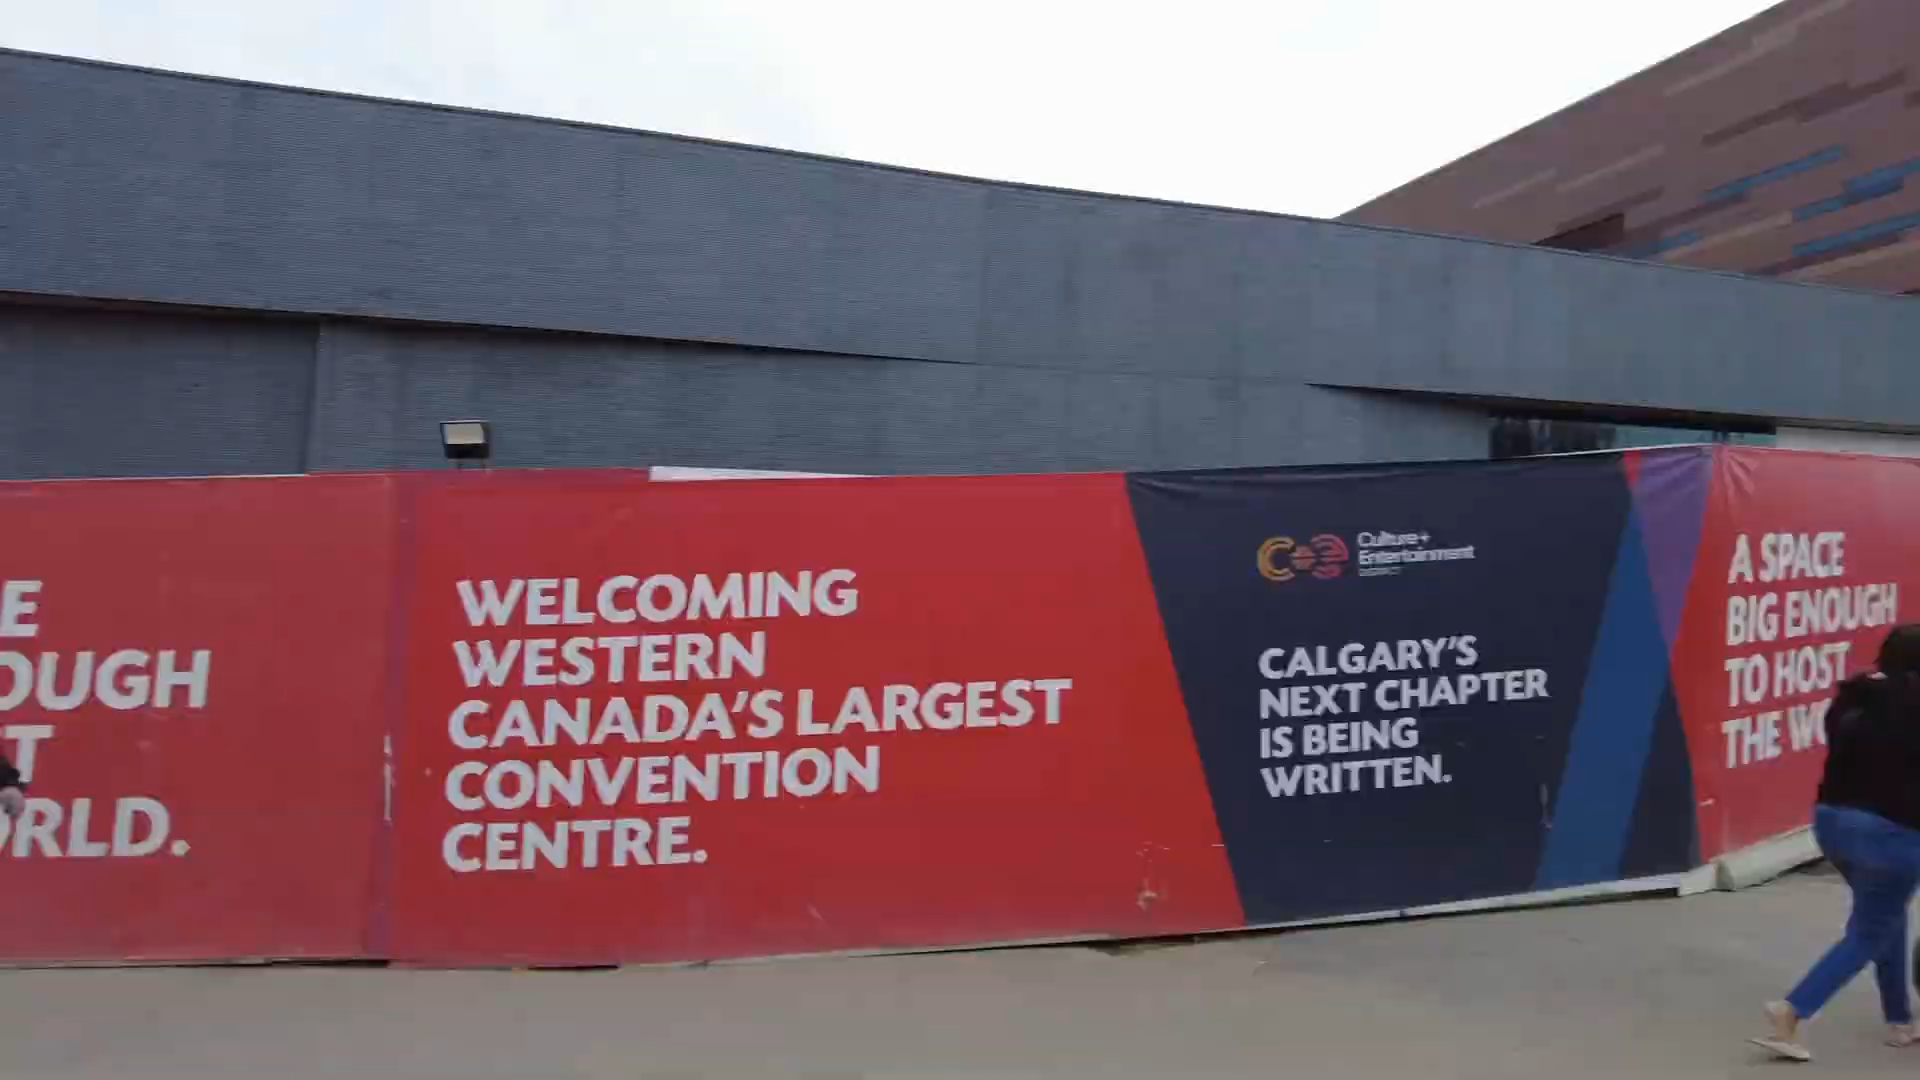 E
OUGH
T
ORLD.
WELCOMING
WESTERN
CANADA'S LARGEST
CONVENTION
CENTRE.
C+E
Culture+
Entertainment
CALGARY'S
NEXT CHAPTER
IS BEING
WRITTEN.
A SPACE
BIG ENOUGH
TO HOST
THE WO